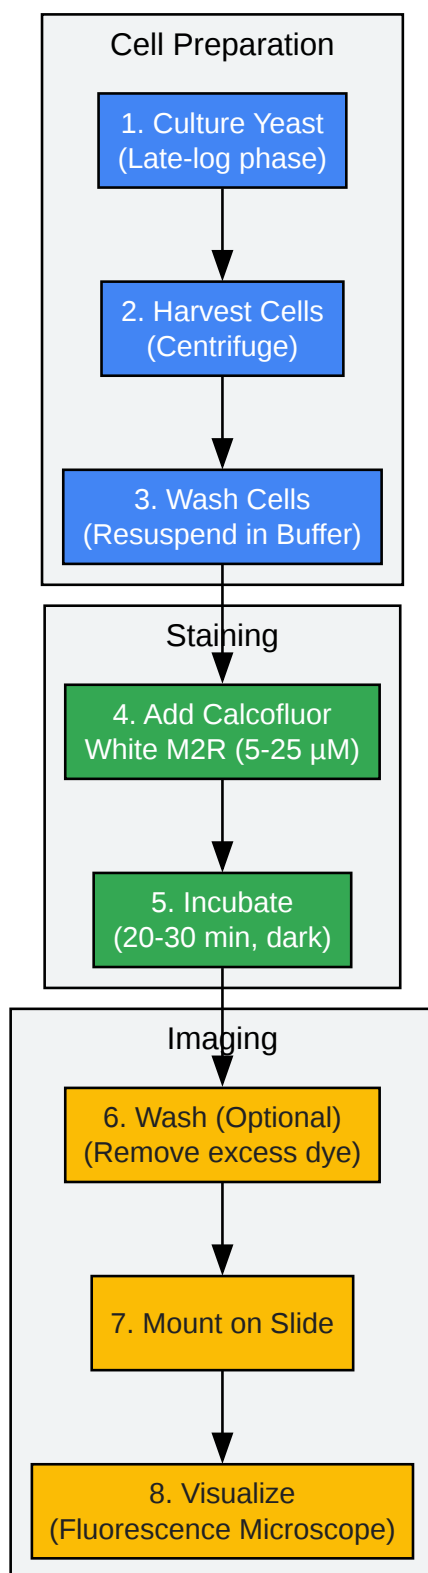 Cell Preparation
1. Culture Yeast
(Late-log phase)
2. Harvest Cells
(Centrifuge)
3. Wash Cells
(Resuspend in Buffer)
Staining
4. Add Calcofluor
White M2R (5-25 µM)
5. Incubate
(20-30 min, dark)
Imaging
6. Wash (Optional)
(Remove excess dye)
7. Mount on Slide
8. Visualize
(Fluorescence Microscope)